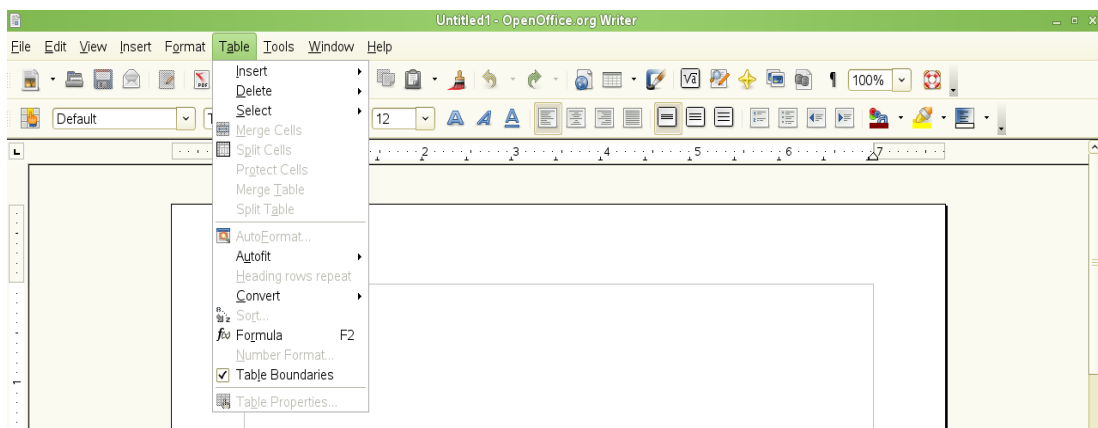 Untitled1 - OpenOffice.org Writer
File Edit View Insert Format Table Tools Window Help
PDF √a ¶ 100%
Default 12 A A A
2 3 4 5 6 7
Insert
Delete
Select
Merge Cells
Split Cells
Protect Cells
Merge Table
Split Table
AutoFormat...
Autofit
Heading rows repeat
Convert
Sort...
f(x) Formula F2
Number Format...
Table Boundaries
Table Properties...
1